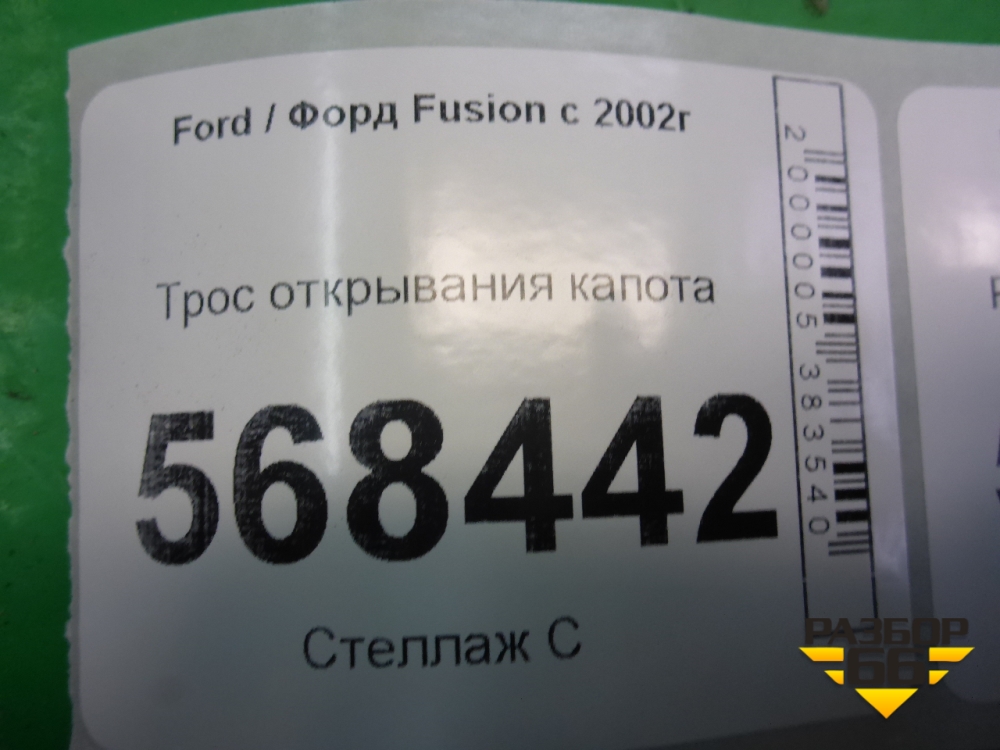 Ford / Форд Fusion с 2002г
Трос открывания капота
568442
Стеллаж С
2000005383540
РАЗБОР
66